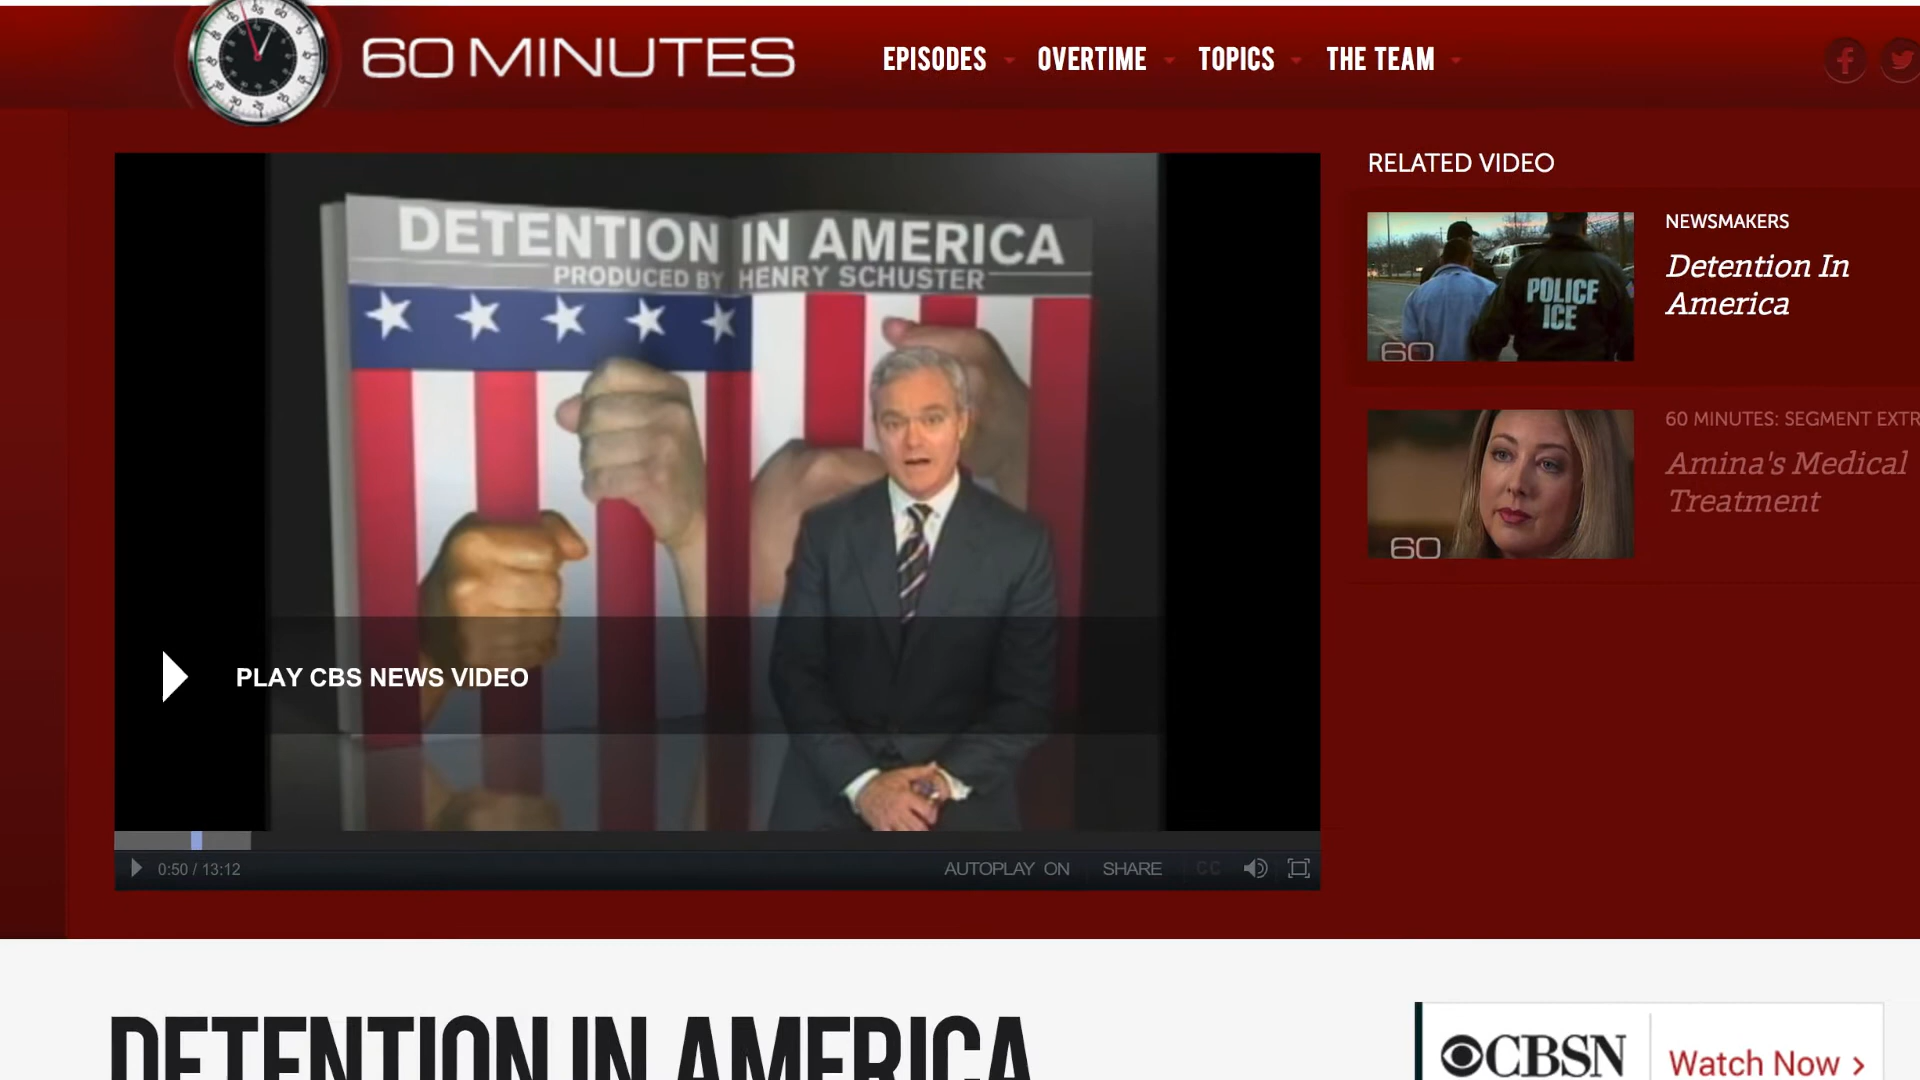 60 MINUTES
EPISODES
OVERTIME
TOPICS
THE TEAM
DETENTION IN AMERICA
PRODUCED BY HENRY SCHUSTER
PLAY CBS NEWS VIDEO
0:50 / 13:12
AUTOPLAY ON
SHARE
CC
RELATED VIDEO
POLICE
ICE
60
NEWSMAKERS
Detention In
America
60
60 MINUTES: SEGMENT EXTR
Amina's Medical
Treatment
DETENTION IN AMERICA
CBSN
Watch Now >